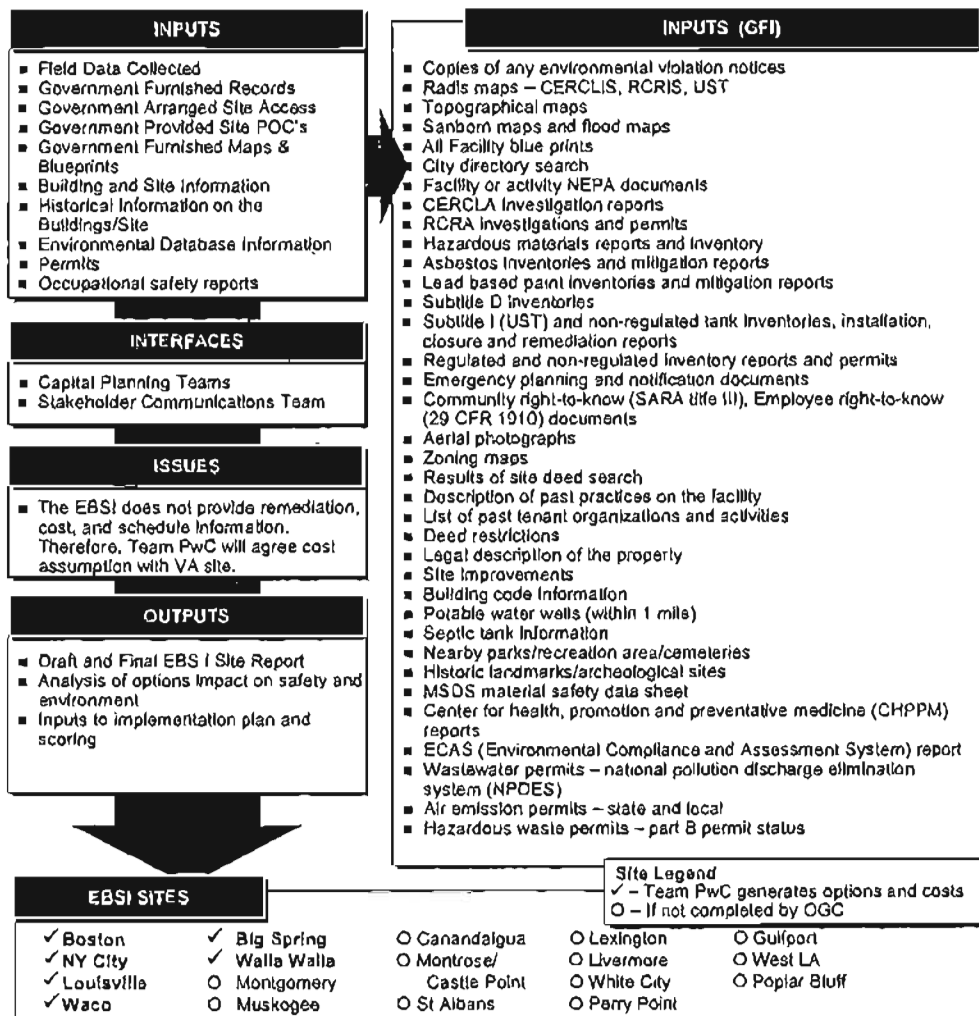 INPUTS
■ Field Data Collected
■ Government Furnished Records
■ Government Arranged Site Access
■ Government Provided Site POC's
■ Government Furnished Maps &
Blueprints
■ Building and Site Information
■ Historical Information on the
Buildings/Site
■ Environmental Database Information
■ Permits
■ Occupational safety reports
INTERFACES
■ Capital Planning Teams
■ Stakeholder Communications Team
ISSUES
■ The EBSI does not provide remediation,
cost, and schedule information.
Therefore, Team PwC will agree cost
assumption with VA site.
OUTPUTS
■ Draft and Final EBS I Site Report
■ Analysis of options impact on safety and
environment
■ Inputs to implementation plan and
scoring
INPUTS (GFI)
■ Copies of any environmental violation notices
■ Radis maps – CERCLIS, RCRIS, UST
■ Topographical maps
■ Sanborn maps and flood maps
■ All Facility blue prints
■ City directory search
■ Facility or activity NEPA documents
■ CERCLA investigation reports
■ RCRA investigations and permits
■ Hazardous materials reports and inventory
■ Asbestos inventories and mitigation reports
■ Lead based paint inventories and mitigation reports
■ Subtitle D inventories
■ Subtitle I (UST) and non-regulated tank inventories, installation,
closure and remediation reports
■ Regulated and non-regulated inventory reports and permits
■ Emergency planning and notification documents
■ Community right-to-know (SARA title III), Employee right-to-know
(29 CFR 1910) documents
■ Aerial photographs
■ Zoning maps
■ Results of site deed search
■ Description of past practices on the facility
■ List of past tenant organizations and activities
■ Deed restrictions
■ Legal description of the property
■ Site Improvements
■ Building code information
■ Potable water wells (within 1 mile)
■ Septic tank information
■ Nearby parks/recreation area/cemeteries
■ Historic landmarks/archeological sites
■ MSDS material safety data sheet
■ Center for health, promotion and preventative medicine (CHPPM)
reports
■ ECAS (Environmental Compliance and Assessment System) report
■ Wastewater permits – national pollution discharge elimination
system (NPDES)
■ Air emission permits – state and local
■ Hazardous waste permits – part B permit status
Site Legend
✓ – Team PwC generates options and costs
O – If not completed by OGC
EBSI SITES
✓ Boston
✓ NY City
✓ Louisville
✓ Waco
✓ Big Spring
✓ Walla Walla
O Montgomery
O Muskogee
O Canandaigua
O Montrose/
Castle Point
O St Albans
O Lexington
O Livermore
O White City
O Perry Point
O Gulfport
O West LA
O Poplar Bluff